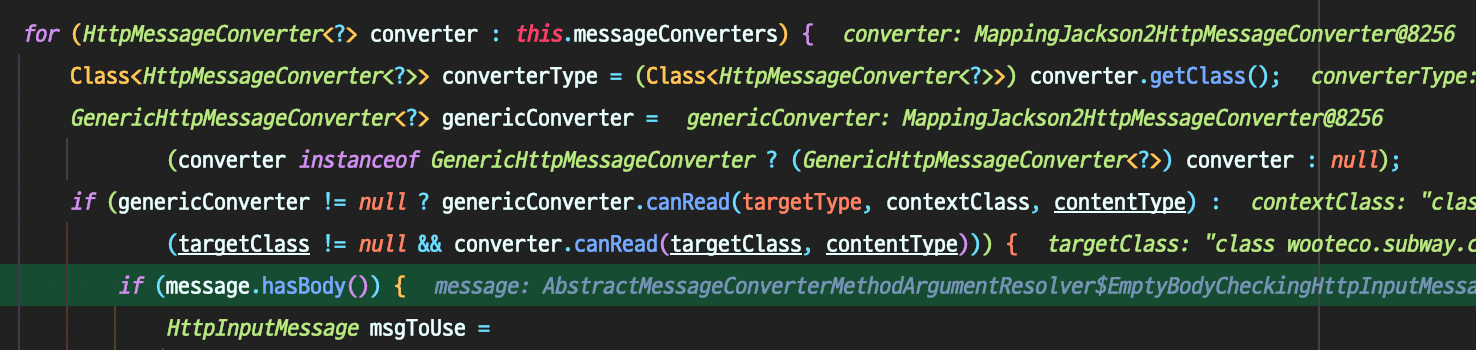 for (HttpMessageConverter<?> converter : this.messageConverters) {  converter: MappingJackson2HttpMessageConverter@8256
Class<HttpMessageConverter<?>> converterType = (Class<HttpMessageConverter<?>>) converter.getClass();  converterType:
GenericHttpMessageConverter<?> genericConverter =  genericConverter: MappingJackson2HttpMessageConverter@8256
(converter instanceof GenericHttpMessageConverter ? (GenericHttpMessageConverter<?>) converter : null);
if (genericConverter != null ? genericConverter.canRead(targetType, contextClass, contentType) :  contextClass: "clas
(targetClass != null && converter.canRead(targetClass, contentType))) {  targetClass: "class wooteco.subway.c
if (message.hasBody()) {  message: AbstractMessageConverterMethodArgumentResolver$EmptyBodyCheckingHttpInputMessa
HttpInputMessage msgToUse =